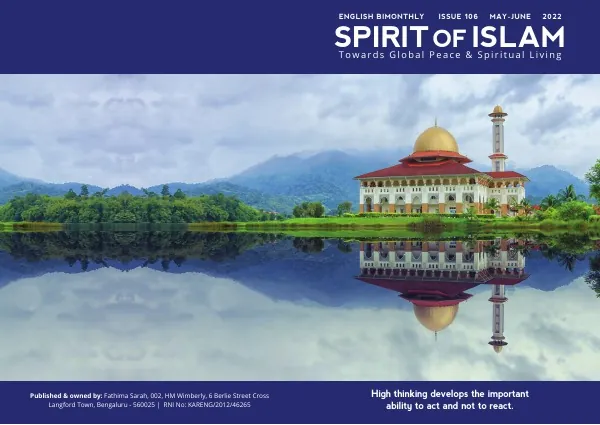 ENGLISH BIMONTHLY ISSUE 106 MAY-JUNE 2022
SPIRIT OF ISLAM
Towards Global Peace & Spiritual Living
Published & owned by: Fathima Sarah, 002, HM Wimberly, 6 Berlie Street Cross
Langford Town, Bengaluru - 560025 | RNI No: KARENG/2012/46265
High thinking develops the important
ability to act and not to react.